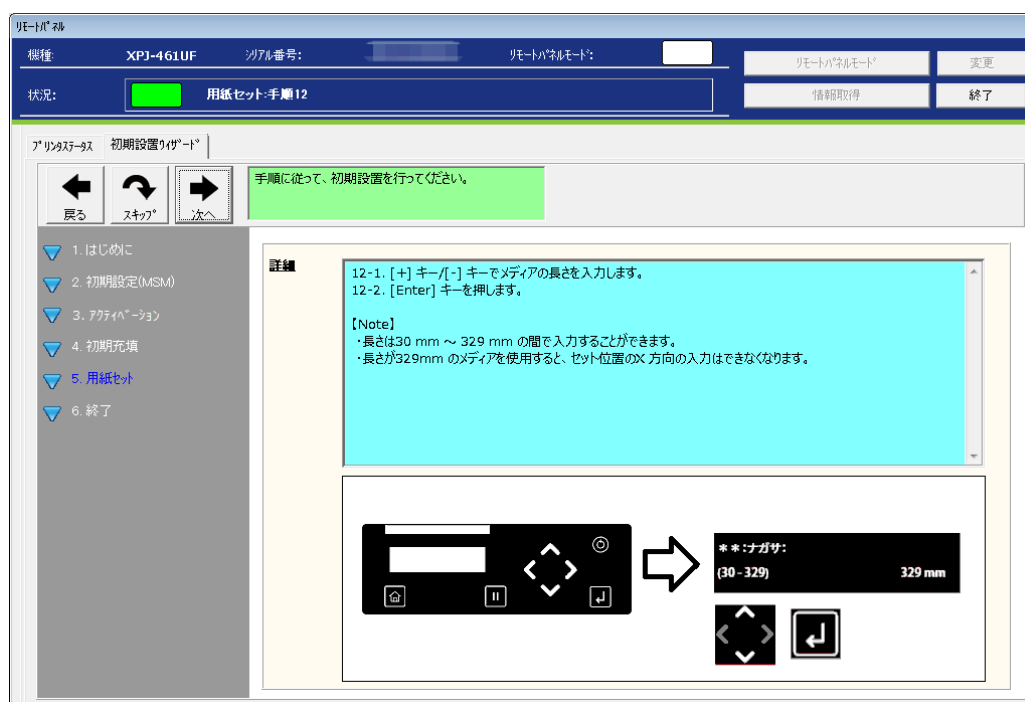 リモートパネル
機種: XPJ-461UF シリアル番号: リモートパネルモード:
リモートパネルモード 変更
状況: 用紙セット:手順12
情報取得 終了
プリンタステータス 初期設置ウィザード
戻る スキップ 次へ
手順に従って、初期設置を行ってください。
1. はじめに
2. 初期設定(MSM)
3. アクティベーション
4. 初期充填
5. 用紙セット
6. 終了
詳細
12-1. [+] キー/[-] キーでメディアの長さを入力します。
12-2. [Enter] キーを押します。
【Note】
・長さは30 mm ～ 329 mm の間で入力することができます。
・長さが329mm のメディアを使用すると、セット位置のX 方向の入力はできなくなります。
**:ナガサ:
(30-329) 329 mm